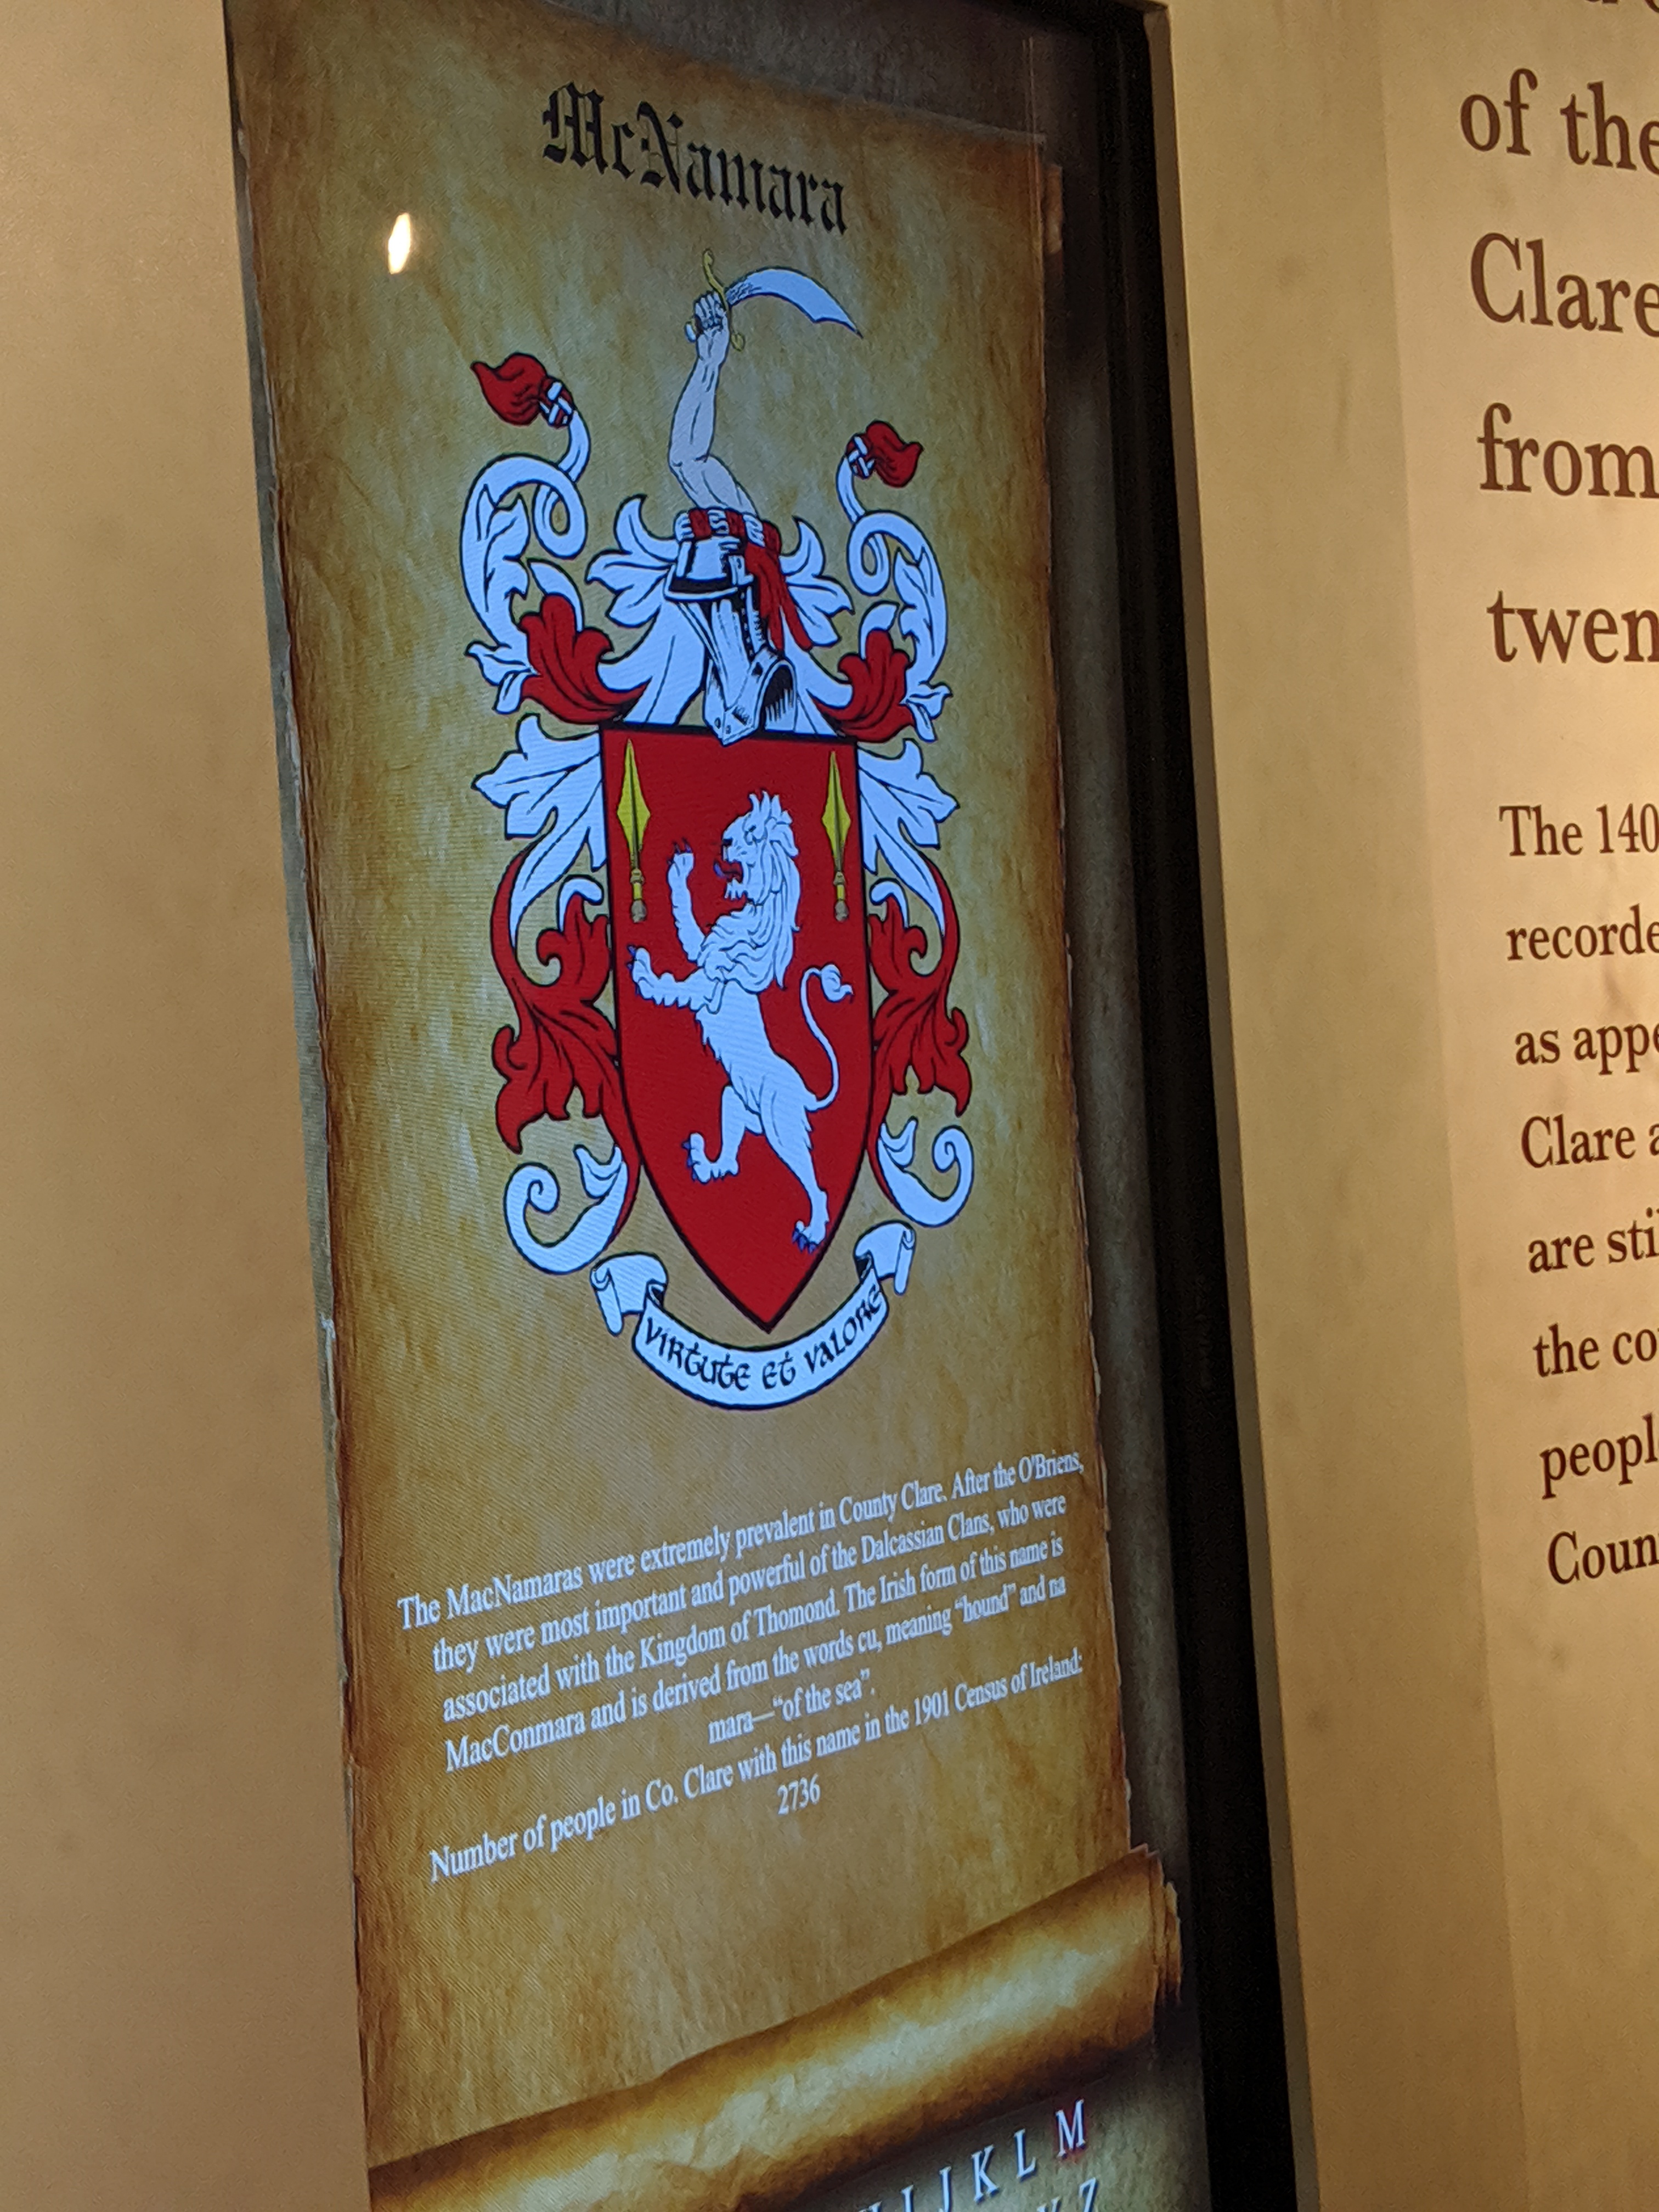 McNamara
VIRTUTE ET VALORE
The MacNamaras were extremely prevalent in County Clare. After the O'Briens,
they were most important and powerful of the Dalcassian Clans, who were
associated with the Kingdom of Thomond. The Irish form of this name is
MacConmara and is derived from the words cu, meaning “hound” and na
mara—“of the sea”.
Number of people in Co. Clare with this name in the 1901 Census of Ireland:
2736
I J K L M
Z
of the
Clare
from
twen
The 140
recorde
as appe
Clare a
are sti
the co
peopl
Coun